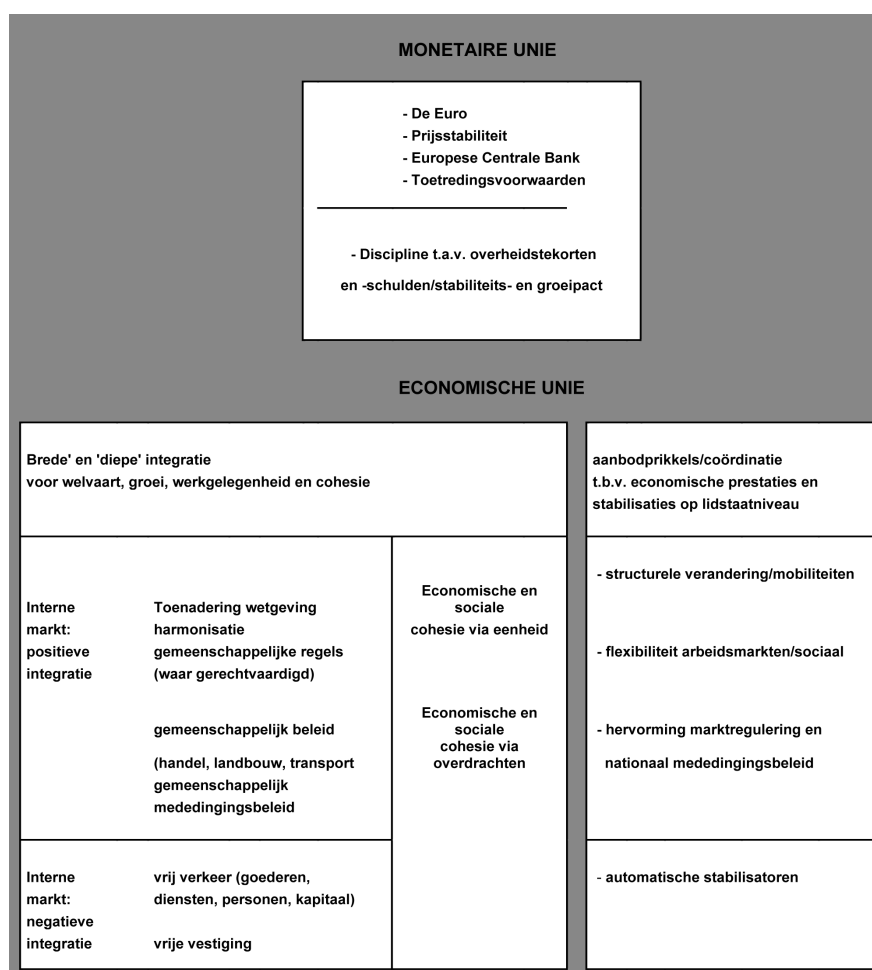 MONETAIRE UNIE
- De Euro
- Prijsstabiliteit
- Europese Centrale Bank
- Toetredingsvoorwaarden
- Discipline t.a.v. overheidstekorten
en -schulden/stabiliteits- en groeipact
ECONOMISCHE UNIE
Brede' en 'diepe' integratie
voor welvaart, groei, werkgelegenheid en cohesie
Interne
markt:
positieve
integratie
Toenadering wetgeving
harmonisatie
gemeenschappelijke regels
(waar gerechtvaardigd)
gemeenschappelijk beleid
(handel, landbouw, transport
gemeenschappelijk
mededingingsbeleid
Economische en
sociale
cohesie via eenheid
Economische en
sociale
cohesie via
overdrachten
Interne
markt:
negatieve
integratie
vrij verkeer (goederen,
diensten, personen, kapitaal)
vrije vestiging
aanbodprikkels/coördinatie
t.b.v. economische prestaties en
stabilisaties op lidstaatniveau
- structurele verandering/mobiliteiten
- flexibiliteit arbeidsmarkten/sociaal
- hervorming marktregulering en
nationaal mededingingsbeleid
- automatische stabilisatoren